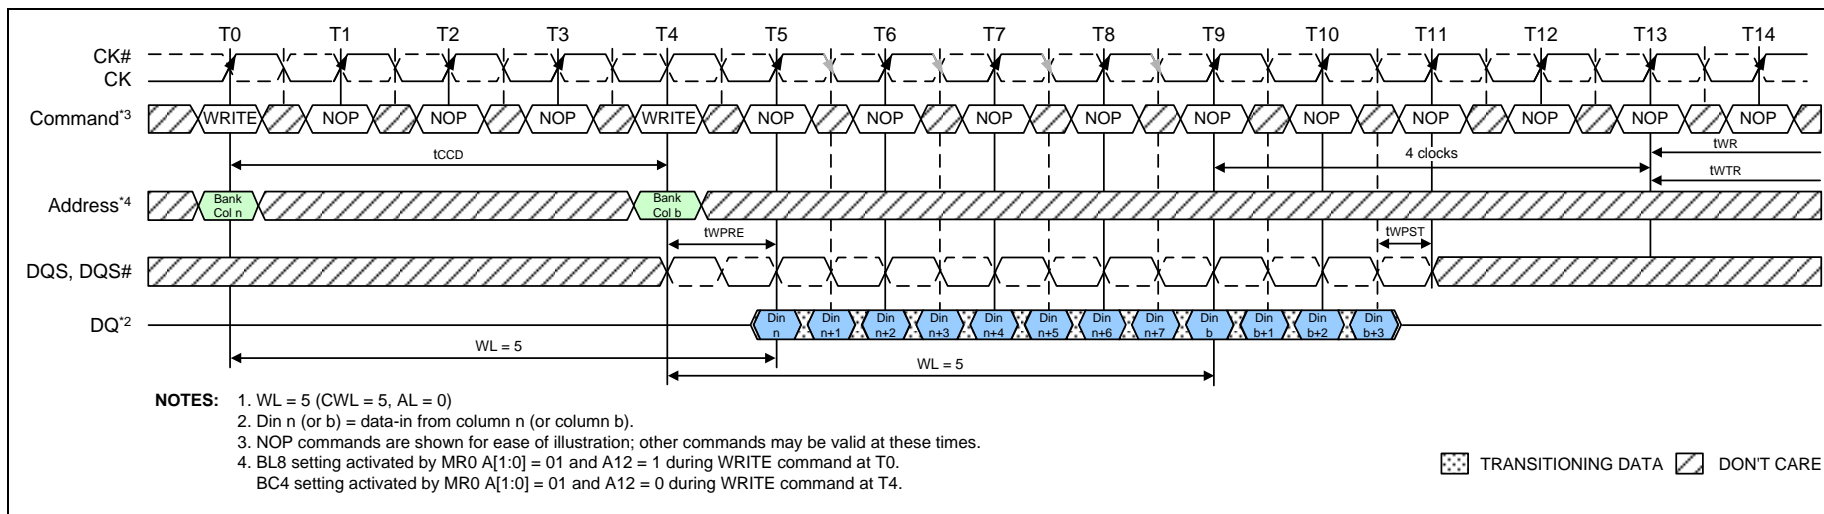 T0 T1 T2 T3 T4 T5 T6 T7 T8 T9 T10 T11 T12 T13 T14
CK#
CK
Command*3 WRITE NOP NOP NOP WRITE NOP NOP NOP NOP NOP NOP NOP NOP NOP NOP
tCCD 4 clocks tWR
tWTR
Address*4 Bank Col n Bank Col b
tWPRE tWPST
DQS, DQS#
DQ*2 Din n Din n+1 Din n+2 Din n+3 Din n+4 Din n+5 Din n+6 Din n+7 Din b Din b+1 Din b+2 Din b+3
WL = 5
WL = 5
NOTES: 1. WL = 5 (CWL = 5, AL = 0)
2. Din n (or b) = data-in from column n (or column b).
3. NOP commands are shown for ease of illustration; other commands may be valid at these times.
4. BL8 setting activated by MR0 A[1:0] = 01 and A12 = 1 during WRITE command at T0.
BC4 setting activated by MR0 A[1:0] = 01 and A12 = 0 during WRITE command at T4.
TRANSITIONING DATA DON'T CARE